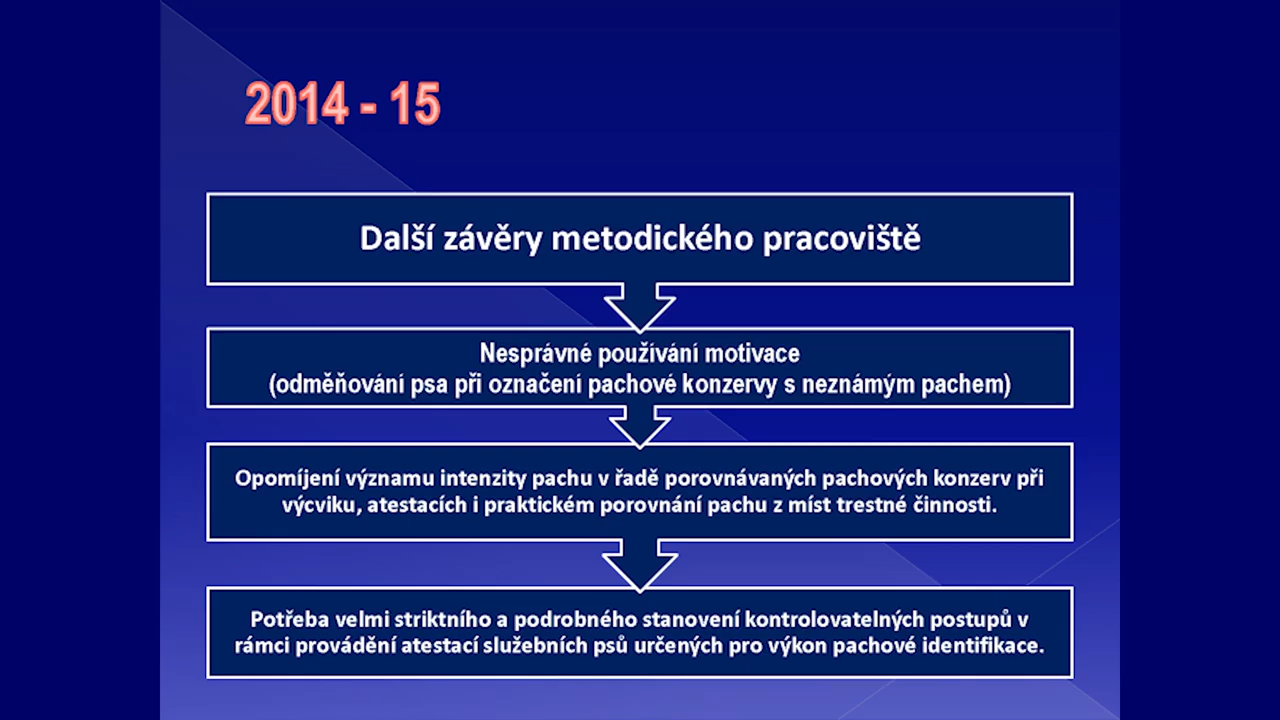 2014 - 15
Další závěry metodického pracoviště
Nesprávné používání motivace
(odměňování psa při označení pachové konzervy s neznámým pachem)
Opomíjení významu intenzity pachu v řadě porovnávaných pachových konzerv při
výcviku, atestacích i praktickém porovnání pachu z míst trestné činnosti.
Potřeba velmi striktního a podrobného stanovení kontrolovatelných postupů v
rámci provádění atestací služebních psů určených pro výkon pachové identifikace.